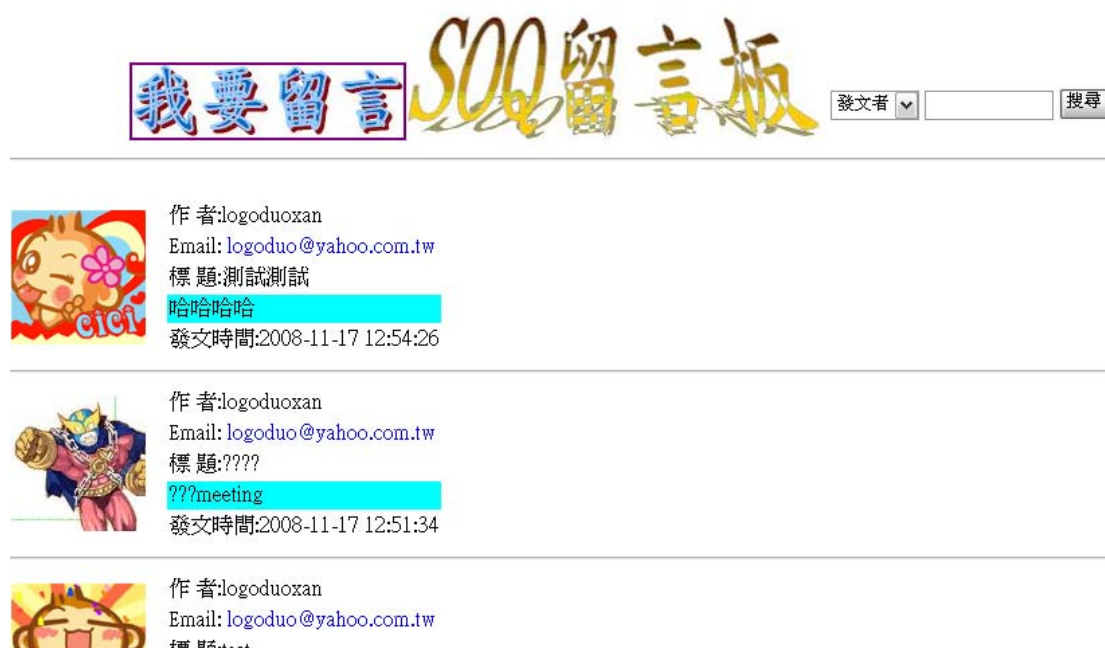 我要留言 SOQ留言板 發文者 搜尋
作 者:logoduoxan
Email: logoduo@yahoo.com.tw
標 題:測試測試
哈哈哈哈
發文時間:2008-11-17 12:54:26
CiCi
作 者:logoduoxan
Email: logoduo@yahoo.com.tw
標 題:????
???meeting
發文時間:2008-11-17 12:51:34
作 者:logoduoxan
Email: logoduo@yahoo.com.tw
標 題:test